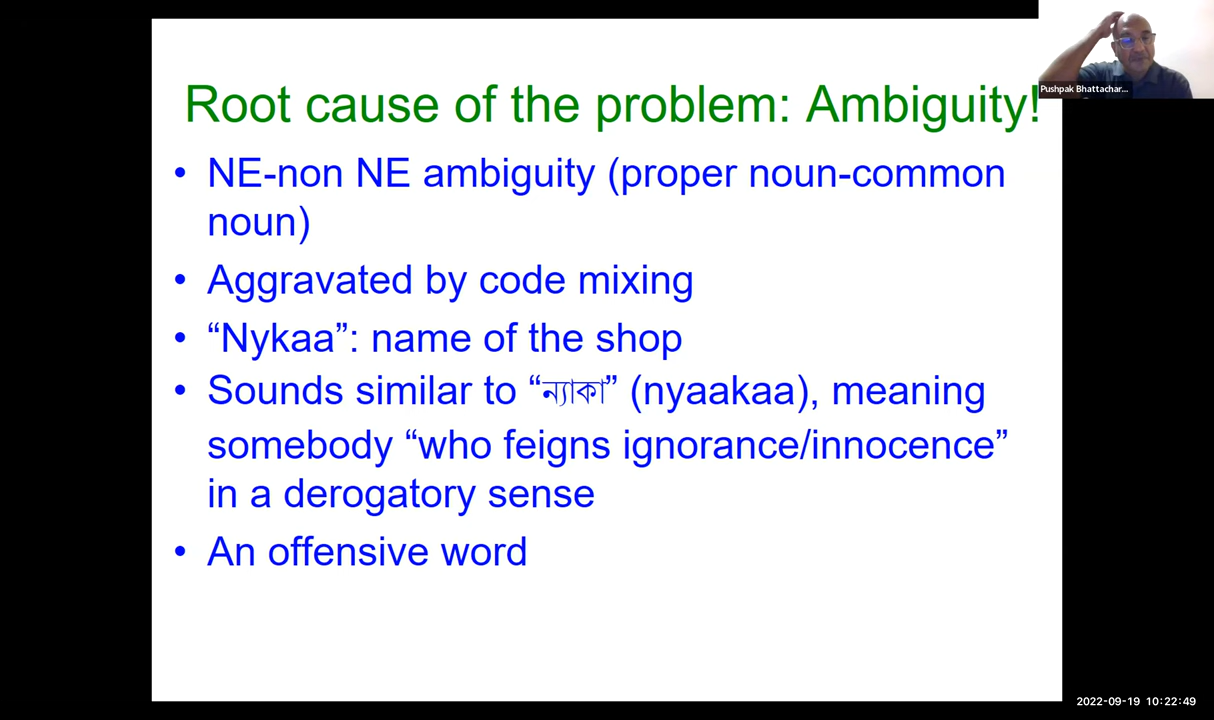 Root cause of the problem: Ambiguity!
• NE-non NE ambiguity (proper noun-common
noun)
• Aggravated by code mixing
• “Nykaa”: name of the shop
• Sounds similar to “ন্যাকা” (nyaakaa), meaning
somebody “who feigns ignorance/innocence”
in a derogatory sense
• An offensive word
Pushpak Bhattachar...
2022-09-19 10:22:49